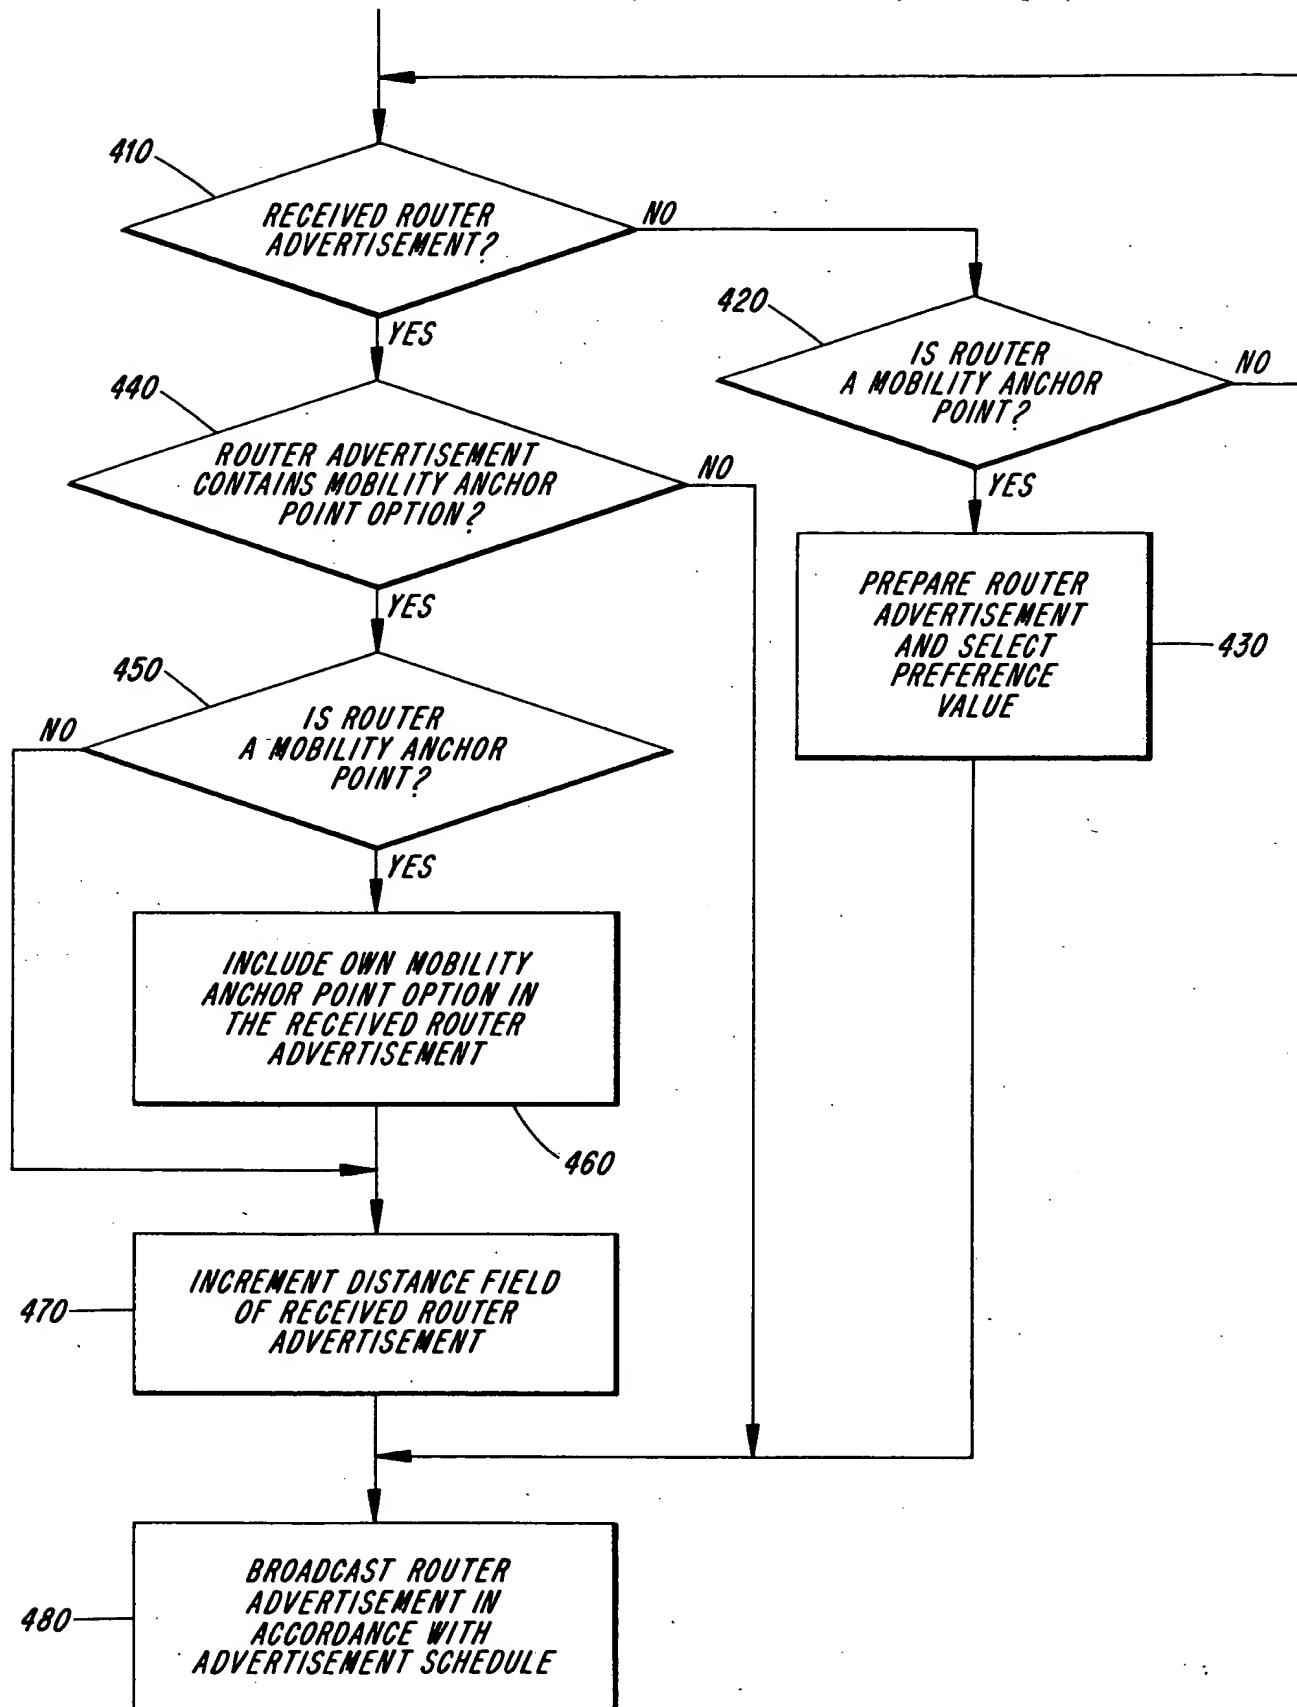 410
RECEIVED ROUTER
ADVERTISEMENT?
NO
YES
420
IS ROUTER
A MOBILITY ANCHOR
POINT?
NO
YES
440
ROUTER ADVERTISEMENT
CONTAINS MOBILITY ANCHOR
POINT OPTION?
NO
YES
PREPARE ROUTER
ADVERTISEMENT
AND SELECT
PREFERENCE
VALUE
430
450
IS ROUTER
A MOBILITY ANCHOR
POINT?
NO
YES
INCLUDE OWN MOBILITY
ANCHOR POINT OPTION IN
THE RECEIVED ROUTER
ADVERTISEMENT
460
INCREMENT DISTANCE FIELD
OF RECEIVED ROUTER
ADVERTISEMENT
470
BROADCAST ROUTER
ADVERTISEMENT IN
ACCORDANCE WITH
ADVERTISEMENT SCHEDULE
480